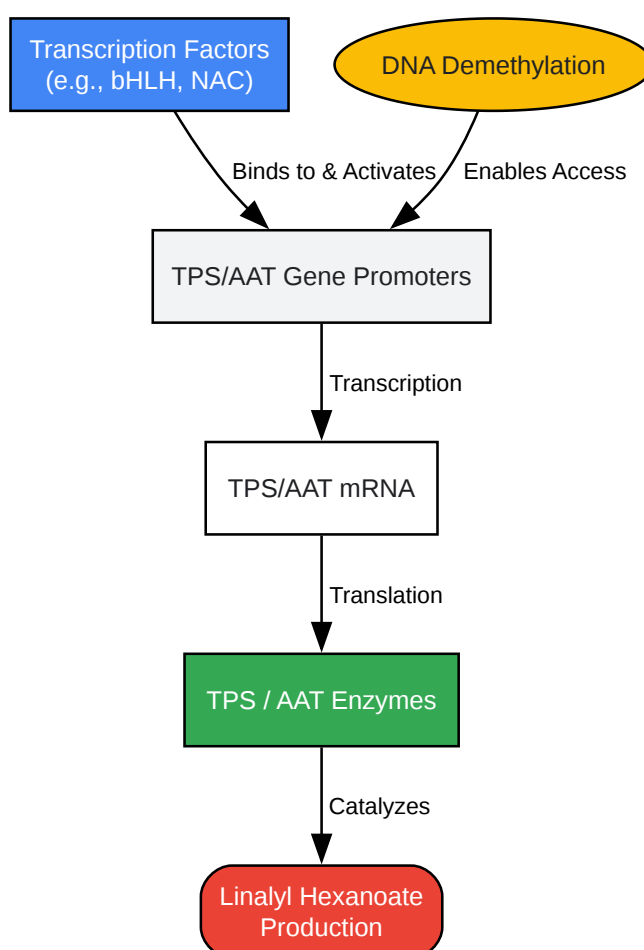 Transcription Factors
(e.g., bHLH, NAC)
DNA Demethylation
Binds to & Activates
Enables Access
TPS/AAT Gene Promoters
Transcription
TPS/AAT mRNA
Translation
TPS / AAT Enzymes
Catalyzes
Linalyl Hexanoate
Production